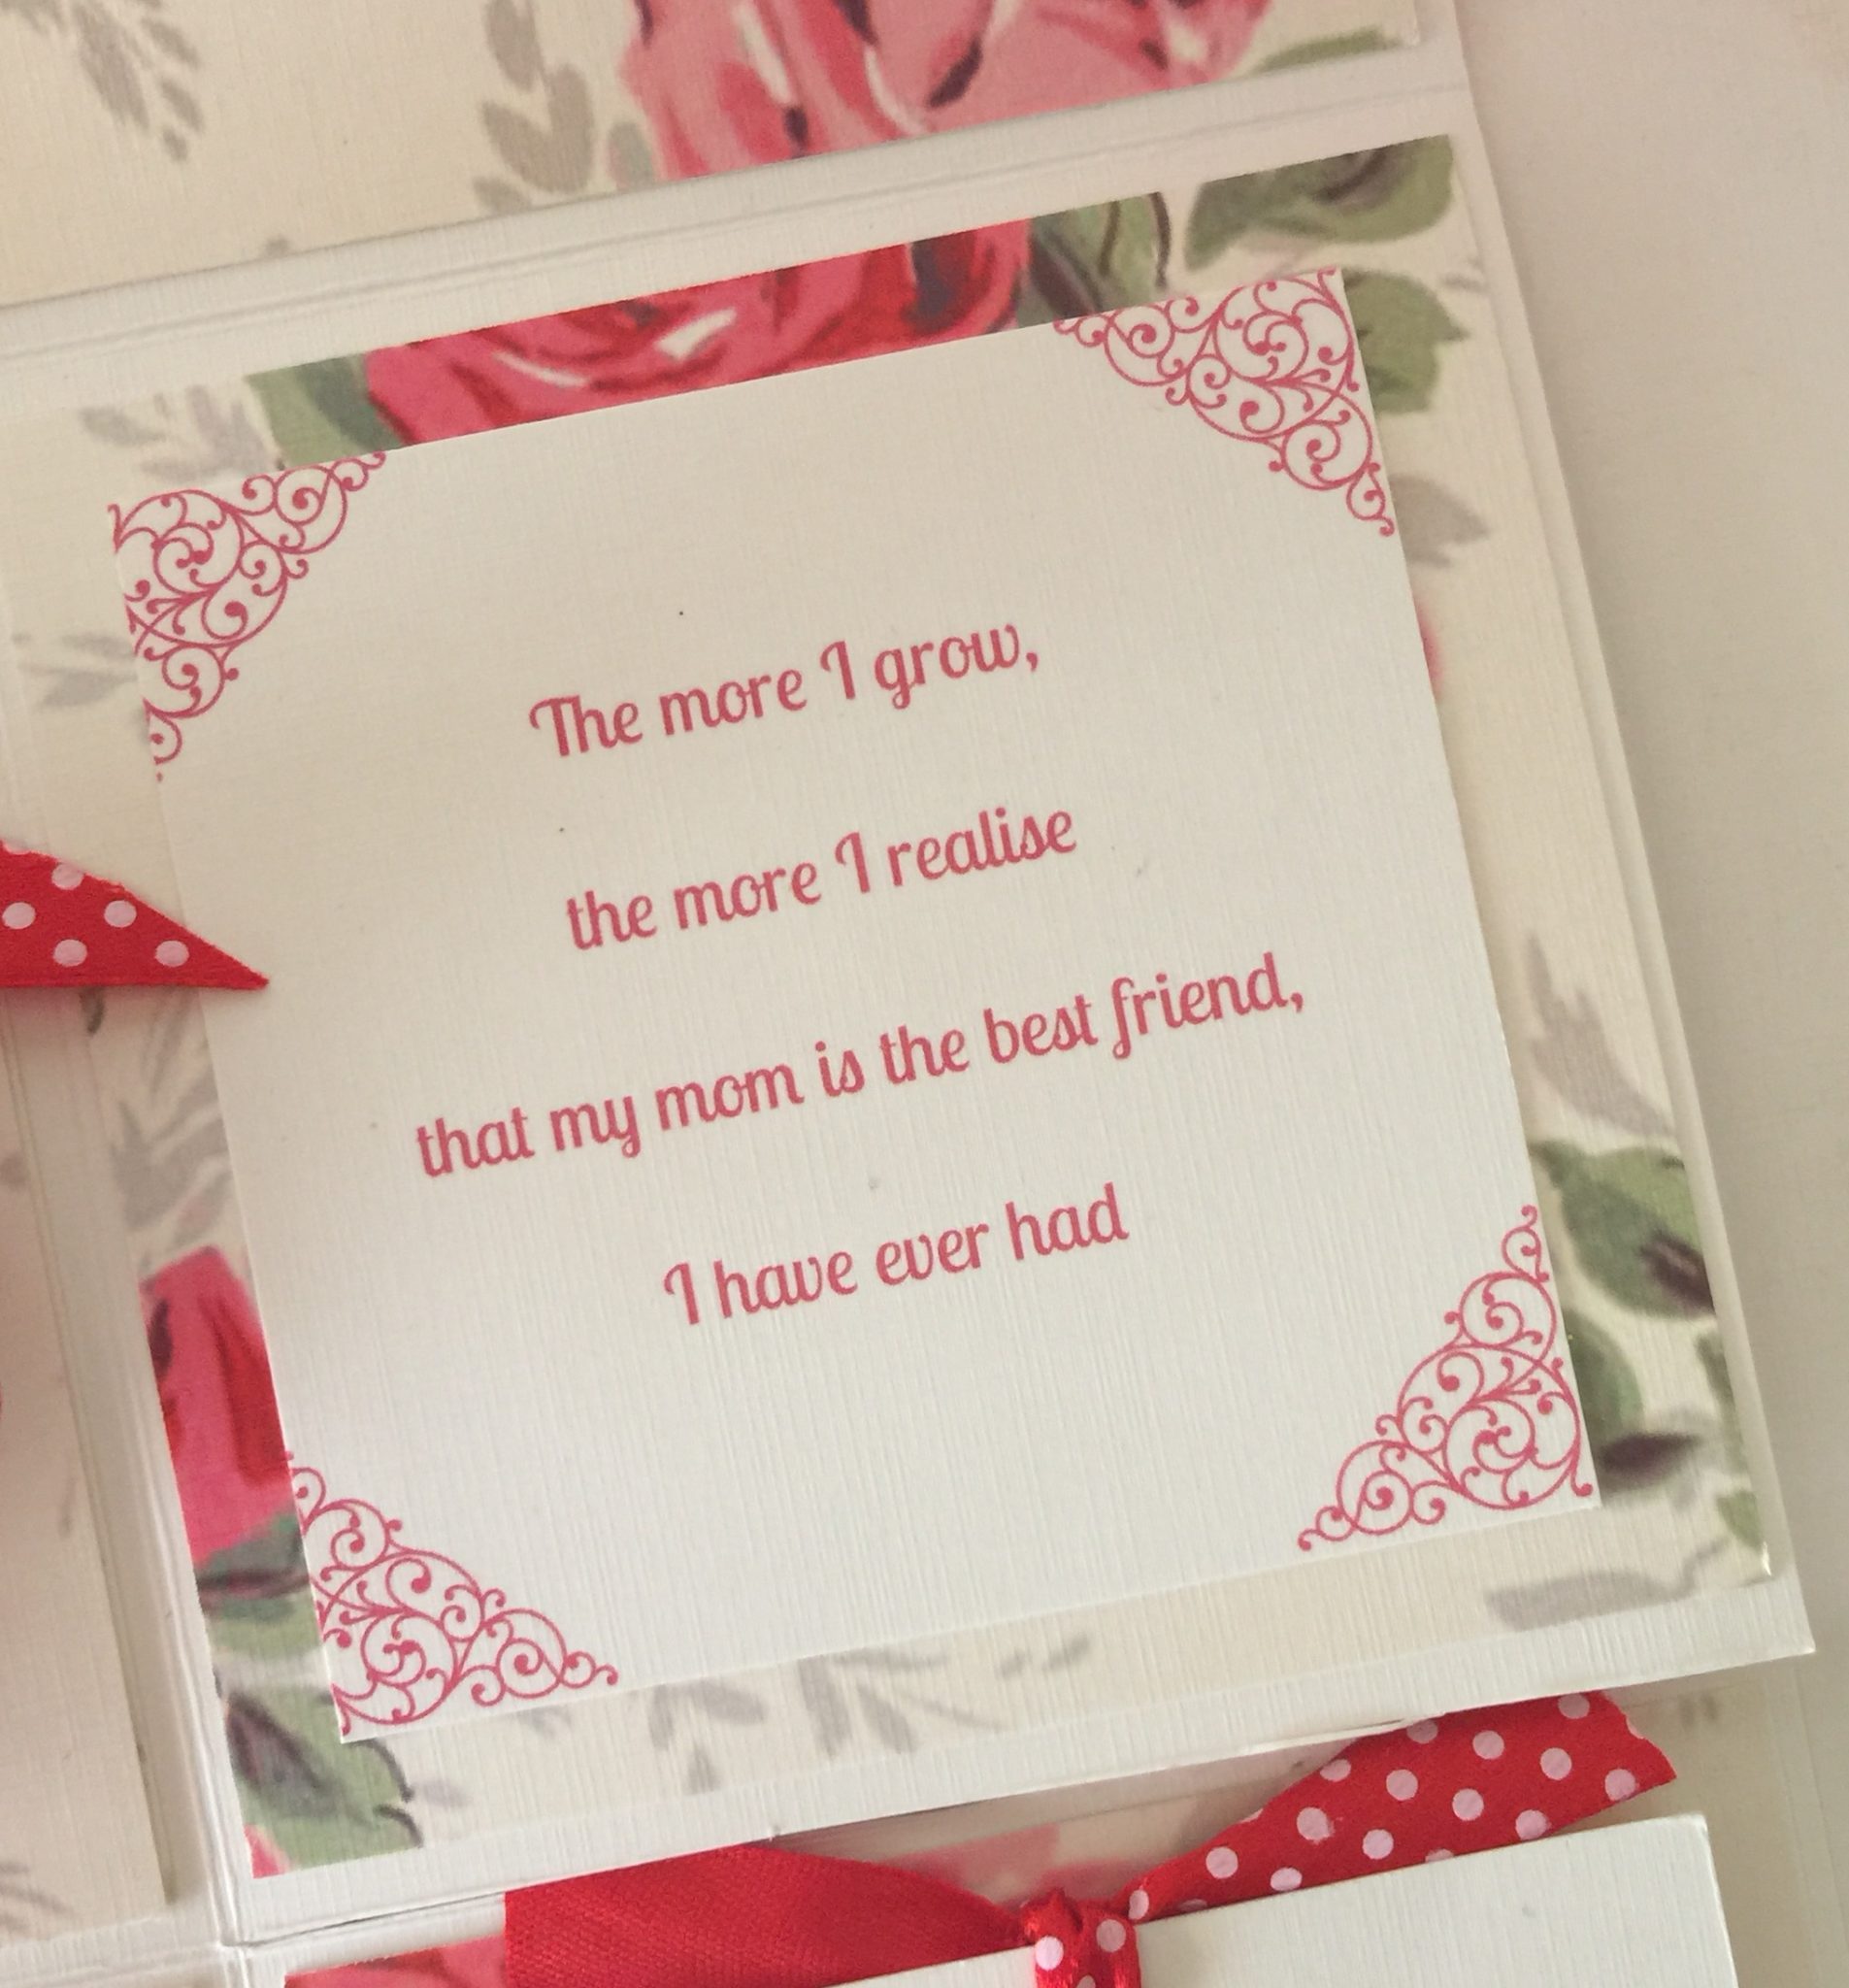 The more I grow,
the more I realise
that my mom is the best friend,
I have ever had